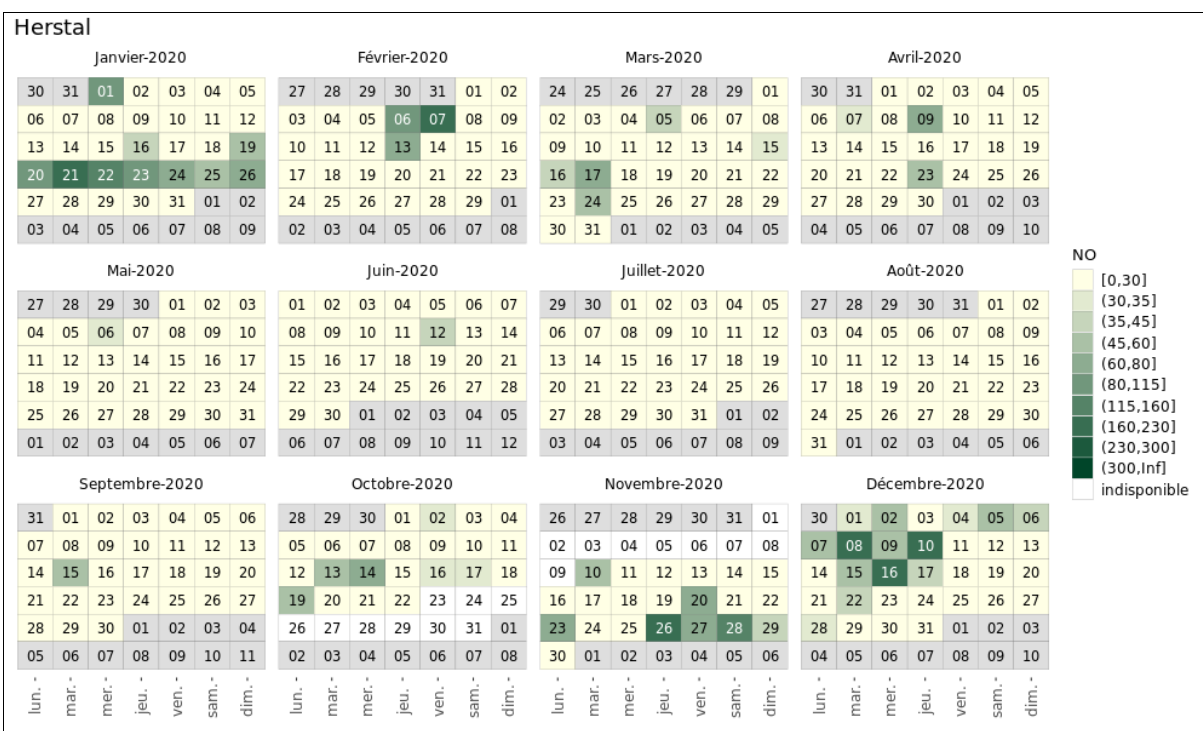 Herstal
Janvier-2020 Février-2020 Mars-2020 Avril-2020
30 31 01 02 03 04 05 27 28 29 30 31 01 02 24 25 26 27 28 29 01 30 31 01 02 03 04 05
06 07 08 09 10 11 12 03 04 05 06 07 08 09 02 03 04 05 06 07 08 06 07 08 09 10 11 12
13 14 15 16 17 18 19 10 11 12 13 14 15 16 09 10 11 12 13 14 15 13 14 15 16 17 18 19
20 21 22 23 24 25 26 17 18 19 20 21 22 23 16 17 18 19 20 21 22 20 21 22 23 24 25 26
27 28 29 30 31 01 02 24 25 26 27 28 29 01 23 24 25 26 27 28 29 27 28 29 30 01 02 03
03 04 05 06 07 08 09 02 03 04 05 06 07 08 30 31 01 02 03 04 05 04 05 06 07 08 09 10
Mai-2020 Juin-2020 Juillet-2020 Août-2020
27 28 29 30 01 02 03 01 02 03 04 05 06 07 29 30 01 02 03 04 05 27 28 29 30 31 01 02
04 05 06 07 08 09 10 08 09 10 11 12 13 14 06 07 08 09 10 11 12 03 04 05 06 07 08 09
11 12 13 14 15 16 17 15 16 17 18 19 20 21 13 14 15 16 17 18 19 10 11 12 13 14 15 16
18 19 20 21 22 23 24 22 23 24 25 26 27 28 20 21 22 23 24 25 26 17 18 19 20 21 22 23
25 26 27 28 29 30 31 29 30 01 02 03 04 05 27 28 29 30 31 01 02 24 25 26 27 28 29 30
01 02 03 04 05 06 07 06 07 08 09 10 11 12 03 04 05 06 07 08 09 31 01 02 03 04 05 06
Septembre-2020 Octobre-2020 Novembre-2020 Décembre-2020
31 01 02 03 04 05 06 28 29 30 01 02 03 04 26 27 28 29 30 31 01 30 01 02 03 04 05 06
07 08 09 10 11 12 13 05 06 07 08 09 10 11 02 03 04 05 06 07 08 07 08 09 10 11 12 13
14 15 16 17 18 19 20 12 13 14 15 16 17 18 09 10 11 12 13 14 15 14 15 16 17 18 19 20
21 22 23 24 25 26 27 19 20 21 22 23 24 25 16 17 18 19 20 21 22 21 22 23 24 25 26 27
28 29 30 01 02 03 04 26 27 28 29 30 31 01 23 24 25 26 27 28 29 28 29 30 31 01 02 03
05 06 07 08 09 10 11 02 03 04 05 06 07 08 30 01 02 03 04 05 06 04 05 06 07 08 09 10
lun. - mar. - mer. - jeu. - ven. - sam. - dim. - lun. - mar. - mer. - jeu. - ven. - sam. - dim. - lun. - mar. - mer. - jeu. - ven. - sam. - dim. - lun. - mar. - mer. - jeu. - ven. - sam. - dim. -
NO
[0,30]
(30,35]
(35,45]
(45,60]
(60,80]
(80,115]
(115,160]
(160,230]
(230,300]
(300,Inf]
indisponible